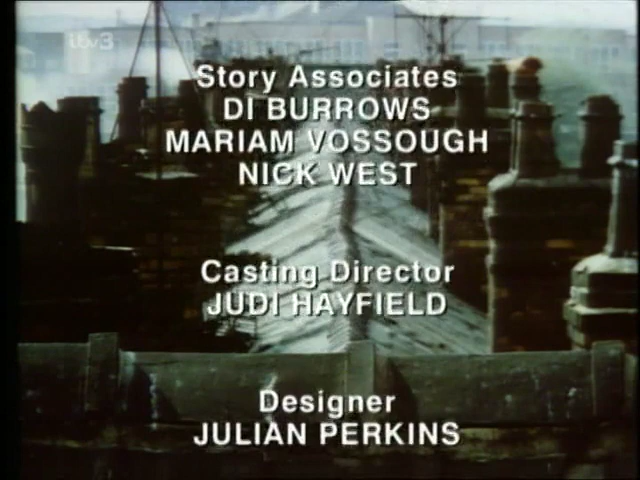 itv3
Story Associates
DI BURROWS
MARIAM VOSSOUGH
NICK WEST
Casting Director
JUDI HAYFIELD
Designer
JULIAN PERKINS